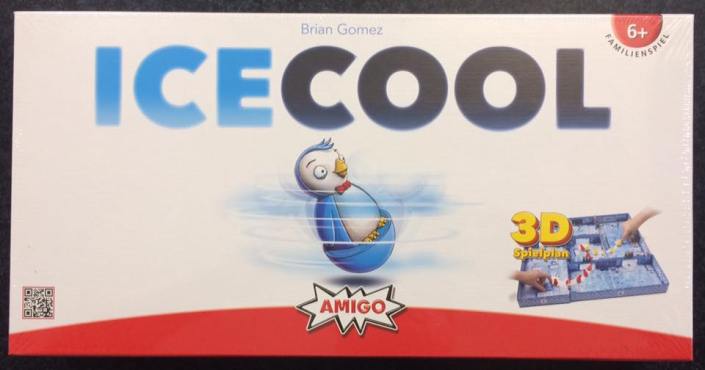 Brian Gomez
6+
FAMILIENSPIEL
ICECOOL
3D
Spielplan
AMIGO